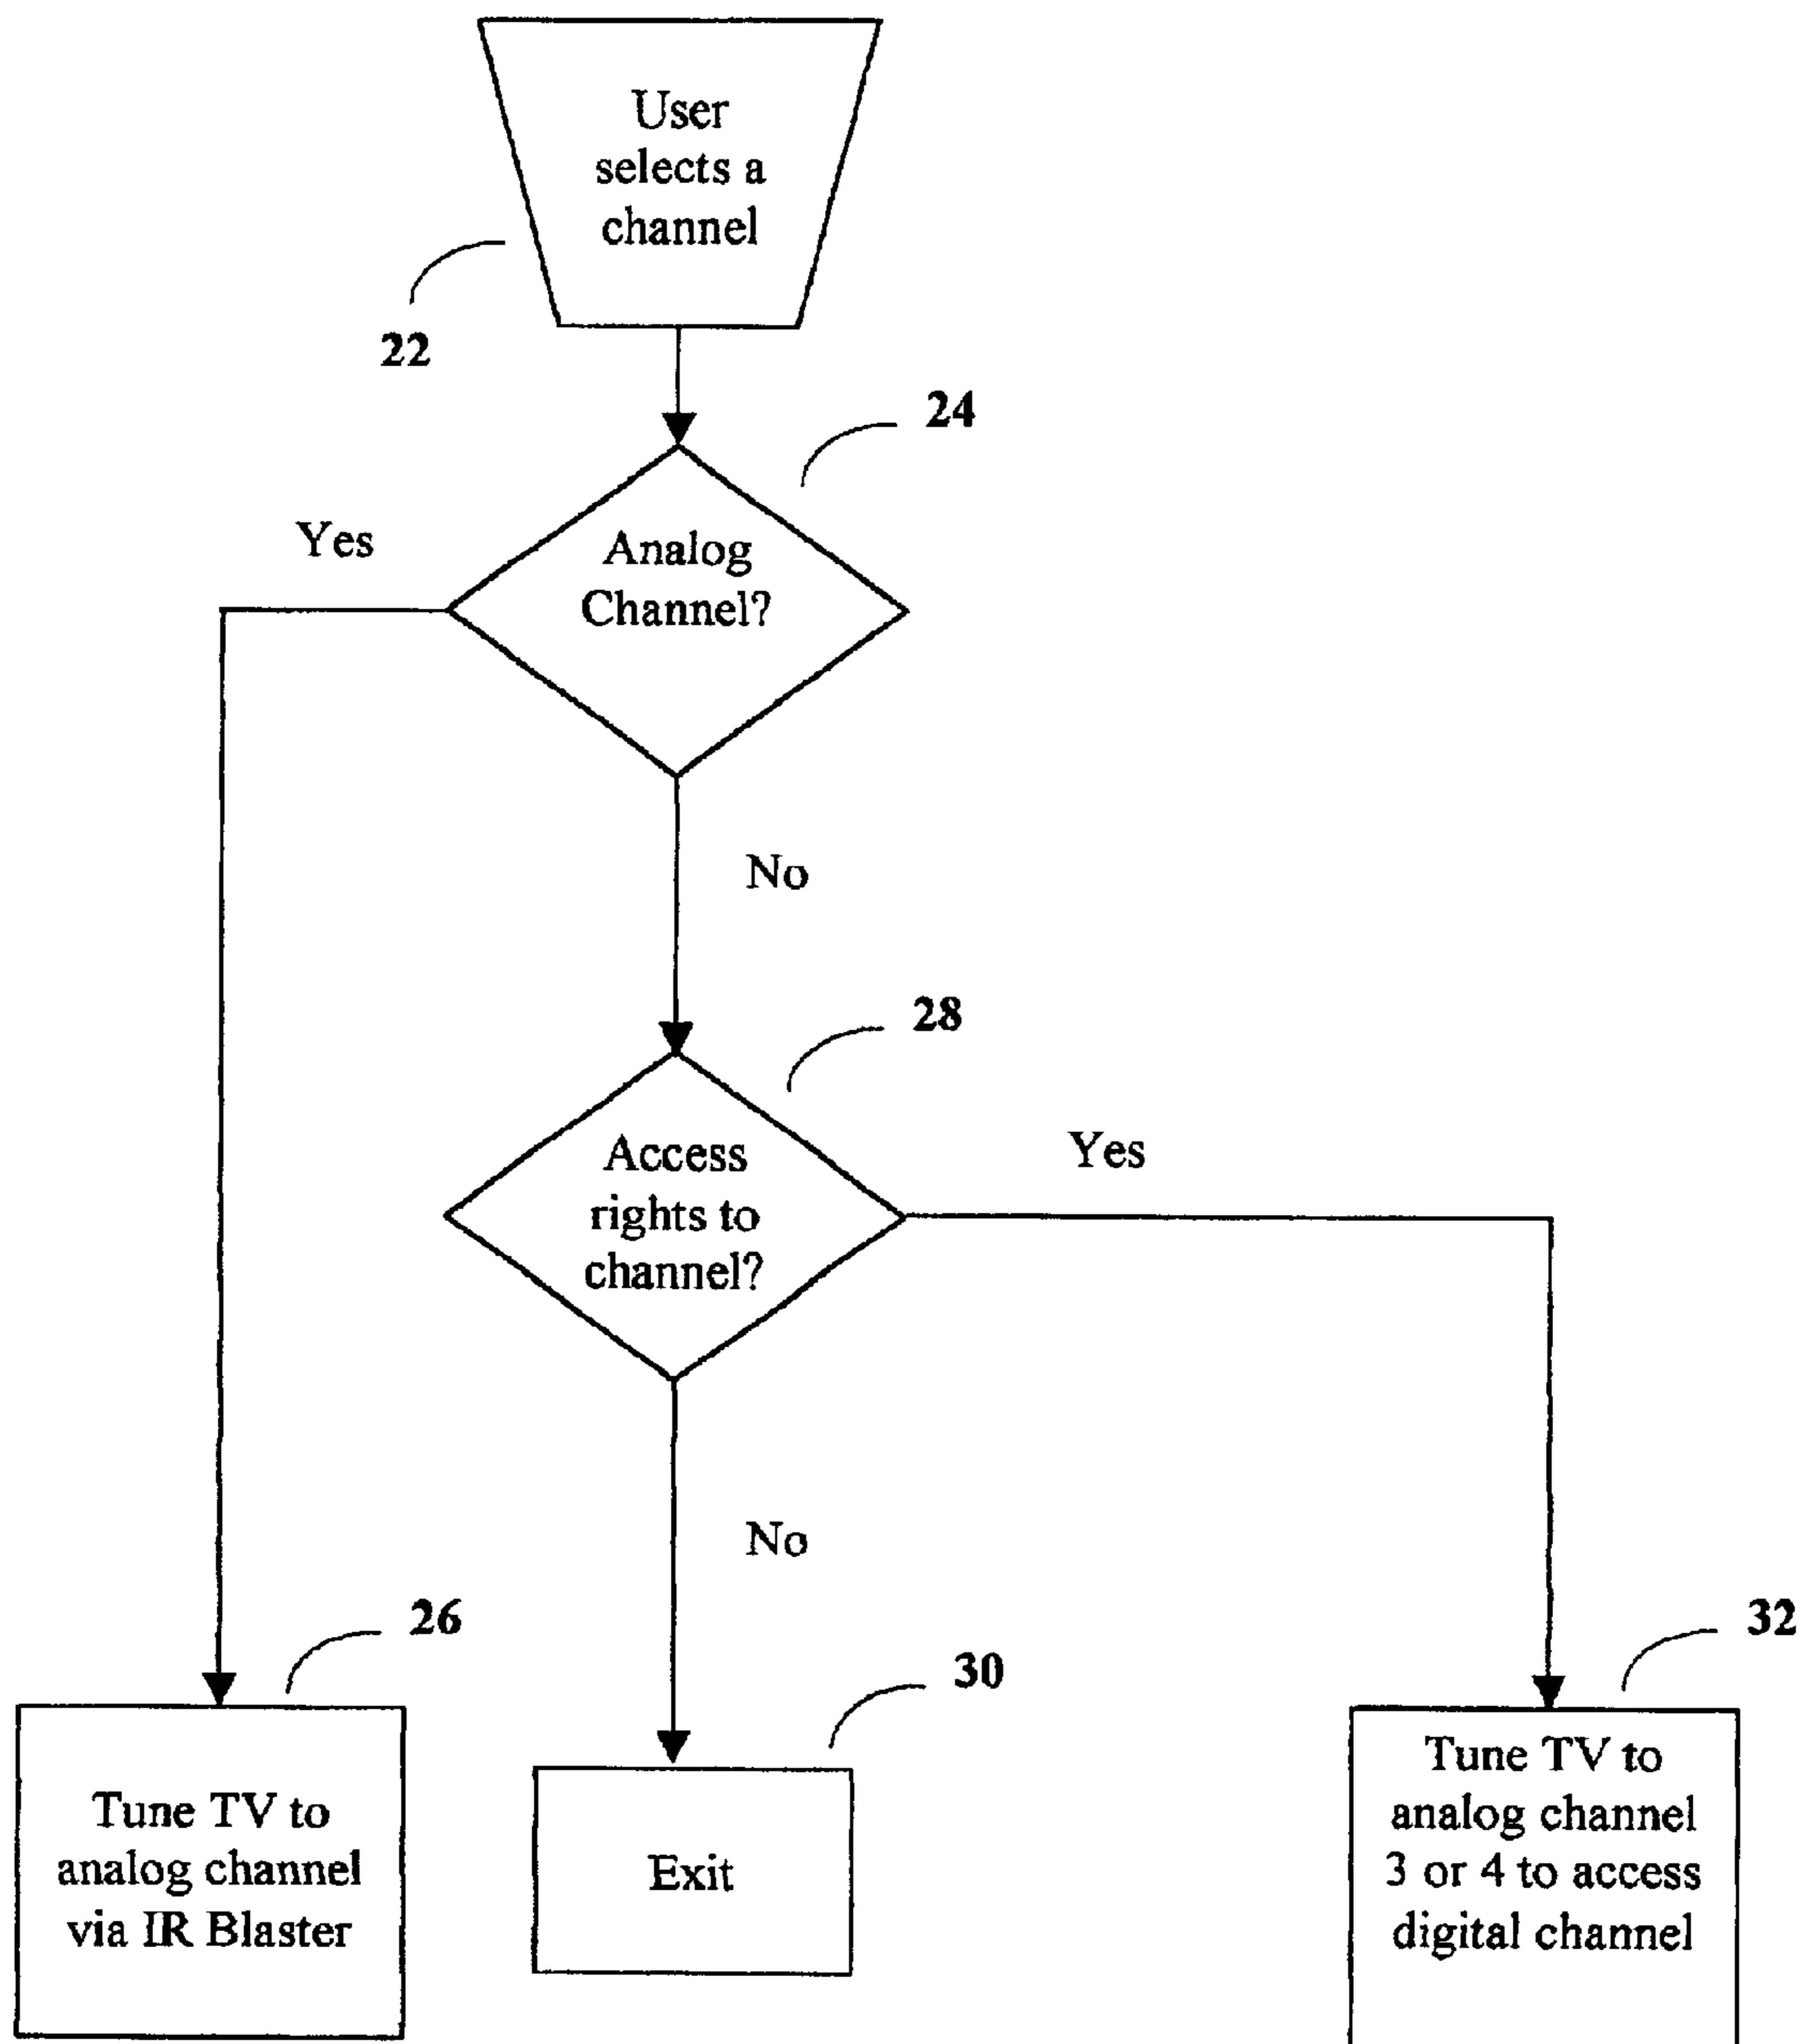 User
selects a
channel
22
24
Yes
Analog
Channel?
No
28
Access
rights to
channel?
Yes
No
26
30
32
Tune TV to
analog channel
via IR Blaster
Exit
Tune TV to
analog channel
3 or 4 to access
digital channel